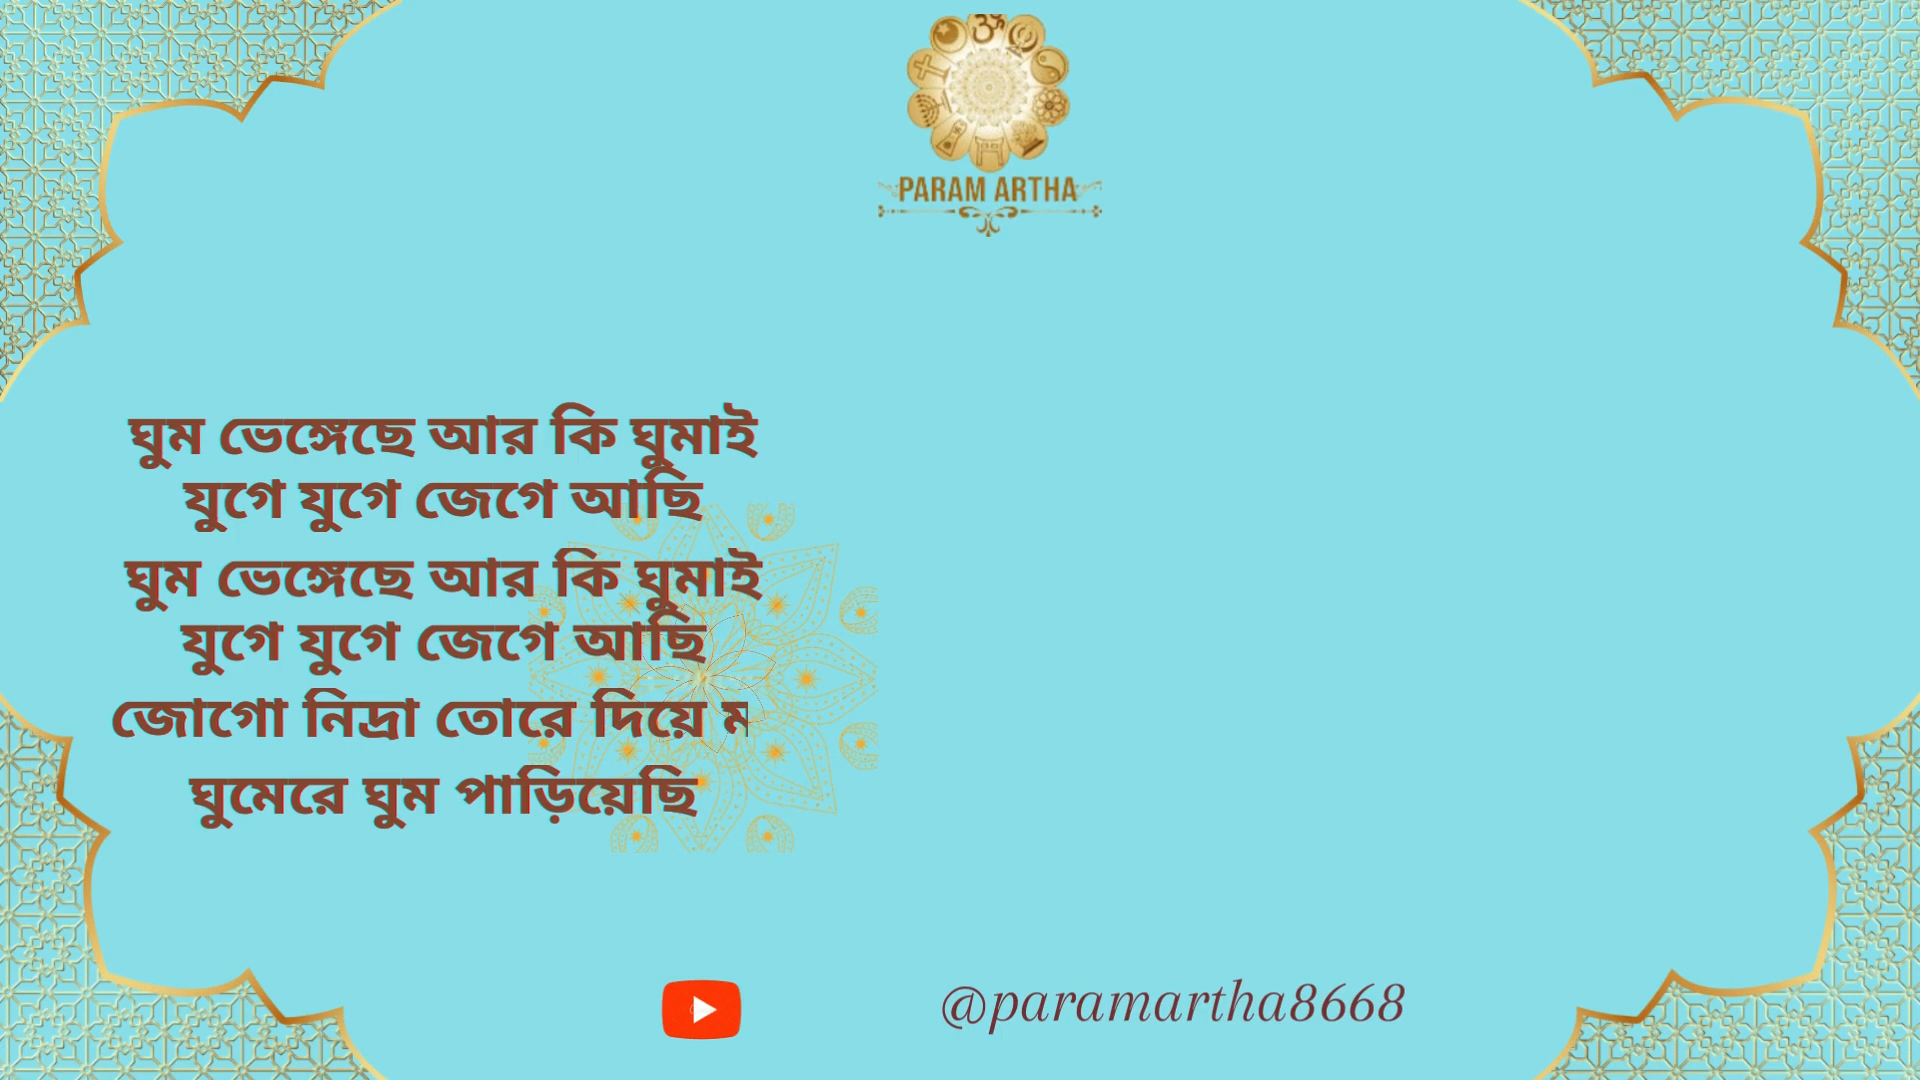 PARAM ARTHA
ঘুম ভেঙ্গেছে আর কি ঘুমাই
যুগে যুগে জেগে আছি
ঘুম ভেঙ্গেছে আর কি ঘুমাই
যুগে যুগে জেগে আছি
জোগো নিদ্রা তোরে দিয়ে
ঘুমেরে ঘুম পাড়িয়েছি
@paramartha8668